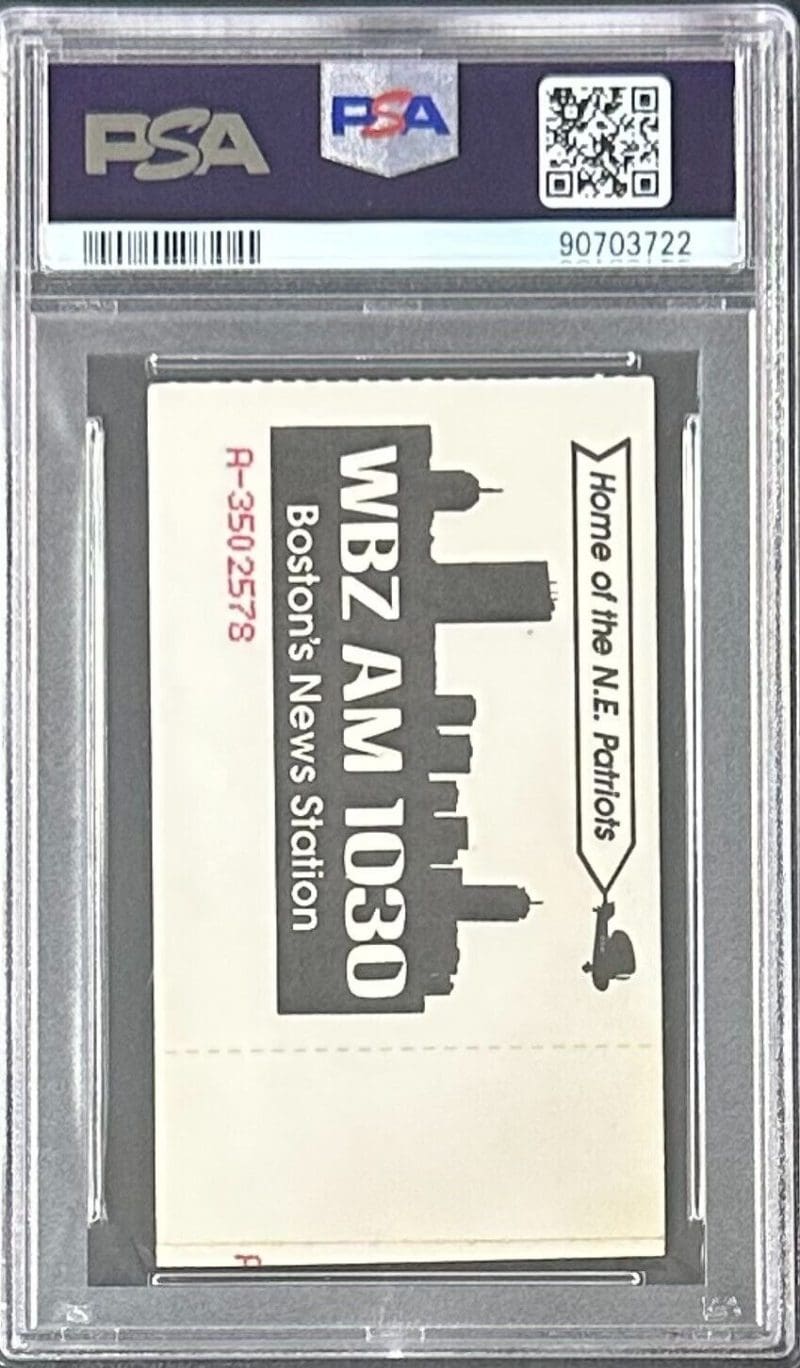 PSA
PSA
90703722
Home of the N.E. Patriots
WBZ AM 1030
Boston's News Station
A-3502578